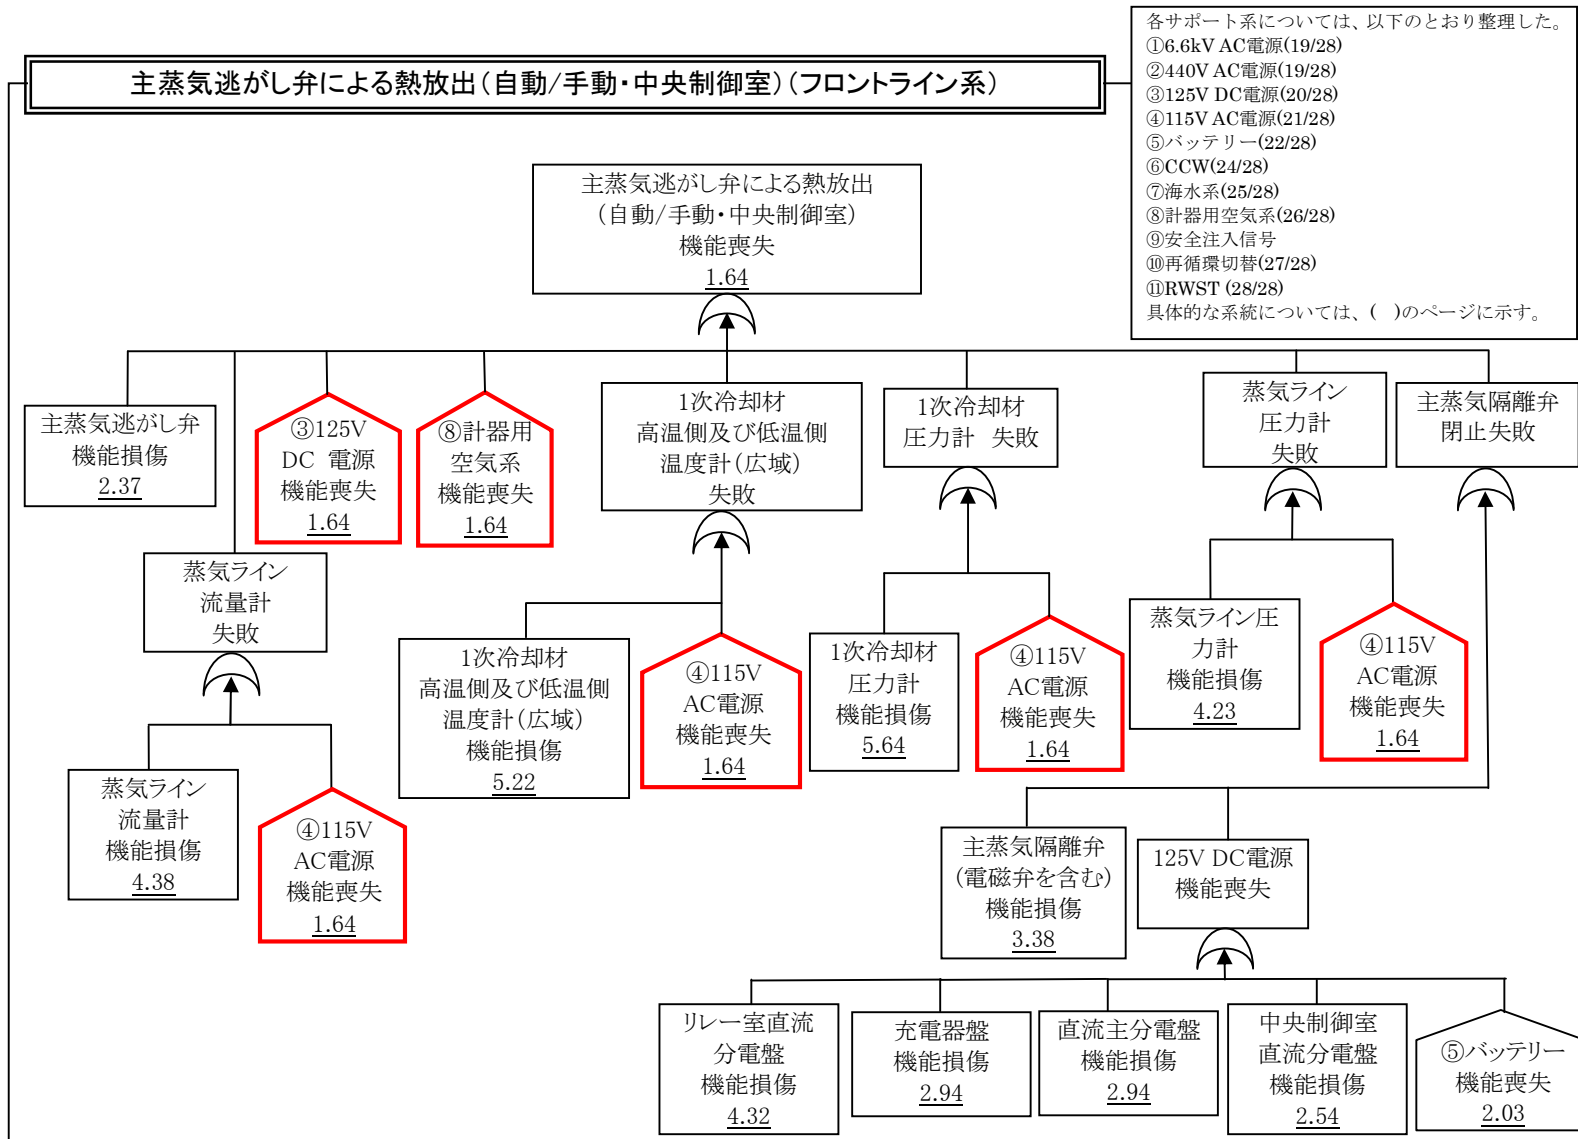 各サポート系については、以下のとおり整理した。
①6.6kV AC電源(19/28)
②440V AC電源(19/28)
③125V DC電源(20/28)
④115V AC電源(21/28)
⑤バッテリー(22/28)
⑥CCW(24/28)
⑦海水系(25/28)
⑧計器用空気系(26/28)
⑨安全注入信号
⑩再循環切替(27/28)
⑪RWST (28/28)
具体的な系統については、(　)のページに示す。
主蒸気逃がし弁による熱放出(自動/手動・中央制御室)(フロントライン系)
主蒸気逃がし弁による熱放出
(自動/手動・中央制御室)
機能喪失
1.64
主蒸気逃がし弁
機能損傷
2.37
③125V
DC 電源
機能喪失
1.64
⑧計器用
空気系
機能喪失
1.64
1次冷却材
高温側及び低温側
温度計(広域)
失敗
1次冷却材
圧力計 失敗
蒸気ライン
圧力計
失敗
主蒸気隔離弁
閉止失敗
蒸気ライン
流量計
失敗
1次冷却材
高温側及び低温側
温度計(広域)
機能損傷
5.22
④115V
AC電源
機能喪失
1.64
1次冷却材
圧力計
機能損傷
5.64
④115V
AC電源
機能喪失
1.64
蒸気ライン圧
力計
機能損傷
4.23
④115V
AC電源
機能喪失
1.64
蒸気ライン
流量計
機能損傷
4.38
④115V
AC電源
機能喪失
1.64
主蒸気隔離弁
(電磁弁を含む)
機能損傷
3.38
125V DC電源
機能喪失
リレー室直流
分電盤
機能損傷
4.32
充電器盤
機能損傷
2.94
直流主分電盤
機能損傷
2.94
中央制御室
直流分電盤
機能損傷
2.54
⑤バッテリー
機能喪失
2.03